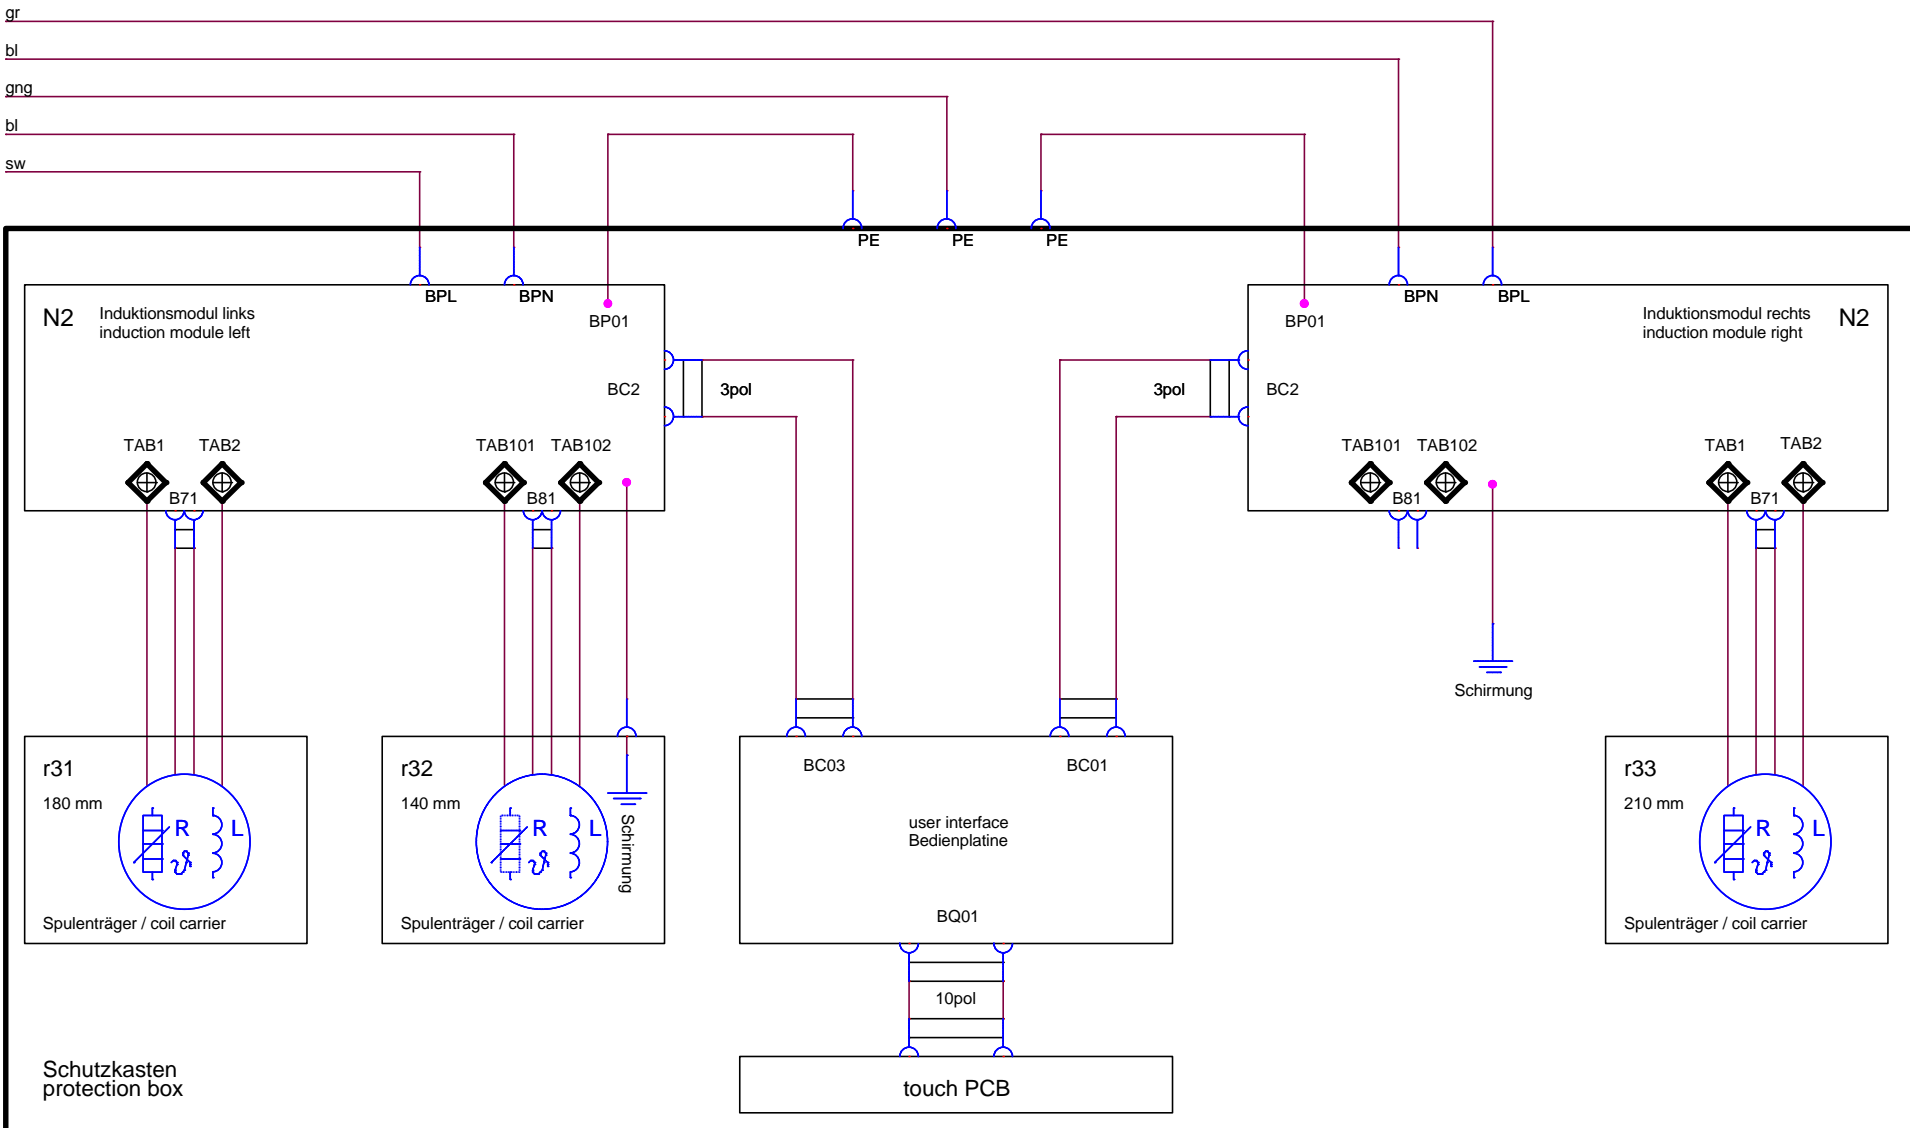 gr
bl
gng
bl
sw
PE
PE
PE
BPL
BPN
BPN
BPL
N2
Induktionsmodul links
induction module left
BP01
BP01
Induktionsmodul rechts
induction module right
N2
BC2
3pol
3pol
BC2
TAB1
TAB2
TAB101
TAB102
TAB101
TAB102
TAB1
TAB2
B71
B81
B81
B71
Schirmung
r31
180 mm
R
L
ϑ
Spulenträger / coil carrier
r32
140 mm
R
L
ϑ
Schirmung
Spulenträger / coil carrier
BC03
BC01
user interface
Bedienplatine
BQ01
r33
210 mm
R
L
ϑ
Spulenträger / coil carrier
10pol
Schutzkasten
protection box
touch PCB